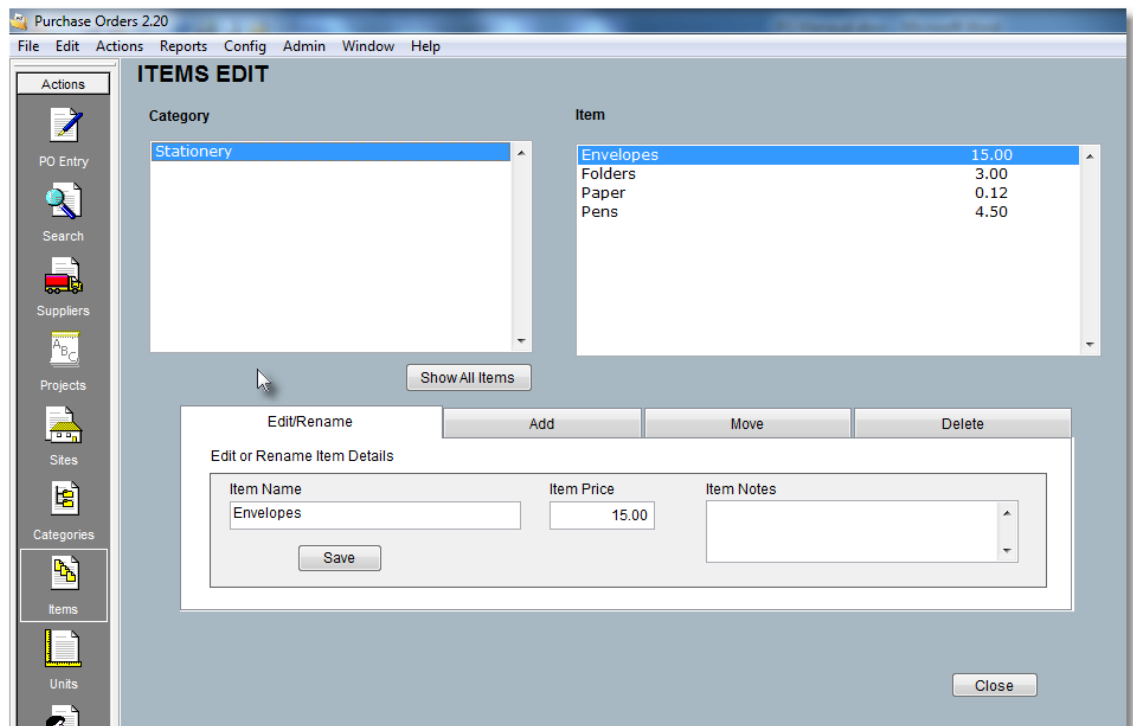 Purchase Orders 2.20
File Edit Actions Reports Config Admin Window Help
Actions
PO Entry
Search
Suppliers
ABC
Projects
Sites
Categories
Items
Units
ITEMS EDIT
Category
Stationery
Show All Items
Item
Envelopes 15.00
Folders 3.00
Paper 0.12
Pens 4.50
Edit/Rename Add Move Delete
Edit or Rename Item Details
Item Name Item Price Item Notes
Envelopes 15.00
Save
Close